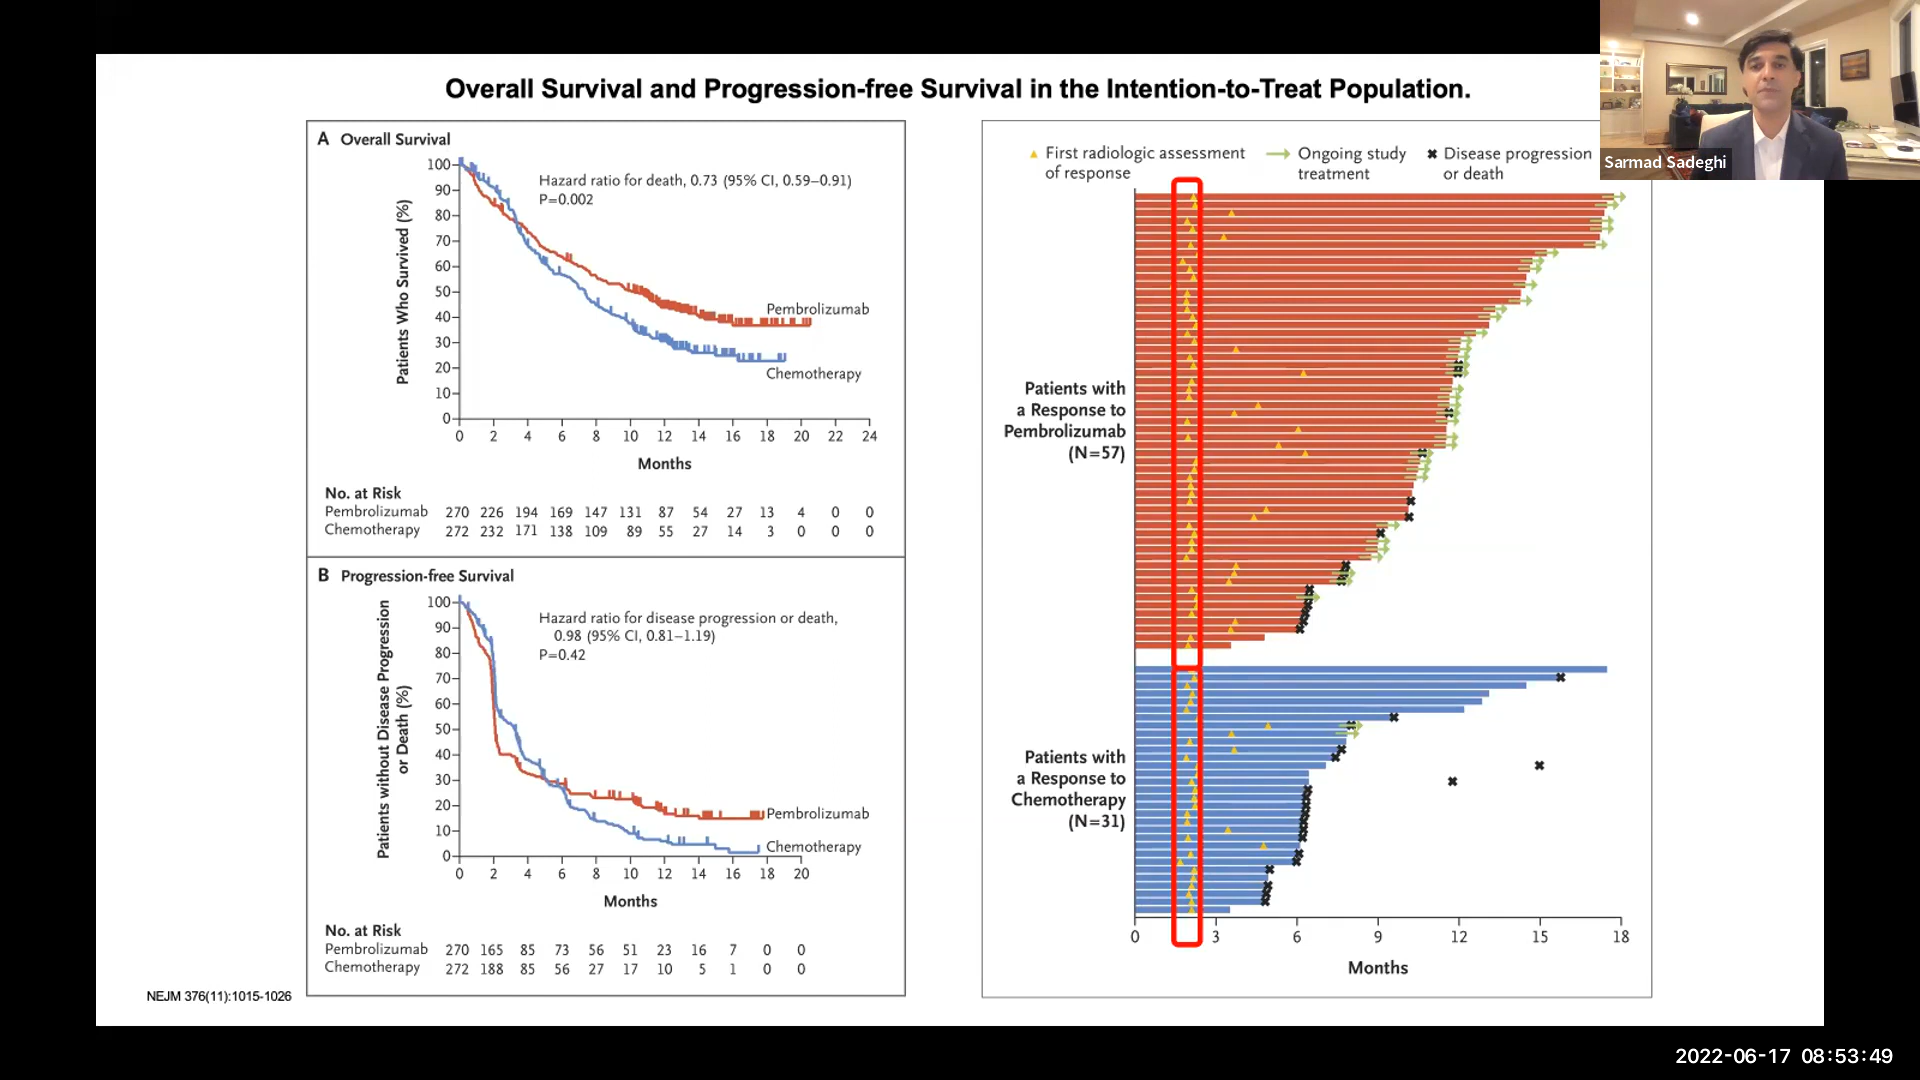 Overall Survival and Progression-free Survival in the Intention-to-Treat Population.
Sarmad Sadeghi
A Overall Survival
Patients Who Survived (%)
100
90
80
70
60
50
40
30
20
10
0
Hazard ratio for death, 0.73 (95% CI, 0.59–0.91)
P=0.002
Pembrolizumab
Chemotherapy
0 2 4 6 8 10 12 14 16 18 20 22 24
Months
No. at Risk
Pembrolizumab 270 226 194 169 147 131 87 54 27 13 4 0 0
Chemotherapy 272 232 171 138 109 89 55 27 14 3 0 0 0
B Progression-free Survival
Patients without Disease Progression
or Death (%)
100
90
80
70
60
50
40
30
20
10
0
Hazard ratio for disease progression or death,
0.98 (95% CI, 0.81–1.19)
P=0.42
Pembrolizumab
Chemotherapy
0 2 4 6 8 10 12 14 16 18 20
Months
No. at Risk
Pembrolizumab 270 165 85 73 56 51 23 16 7 0 0
Chemotherapy 272 188 85 56 27 17 10 5 1 0 0
NEJM 376(11):1015-1026
First radiologic assessment
of response
Ongoing study
treatment
Disease progression
or death
Patients with
a Response to
Pembrolizumab
(N=57)
Patients with
a Response to
Chemotherapy
(N=31)
0 3 6 9 12 15 18
Months
2022-06-17 08:53:49